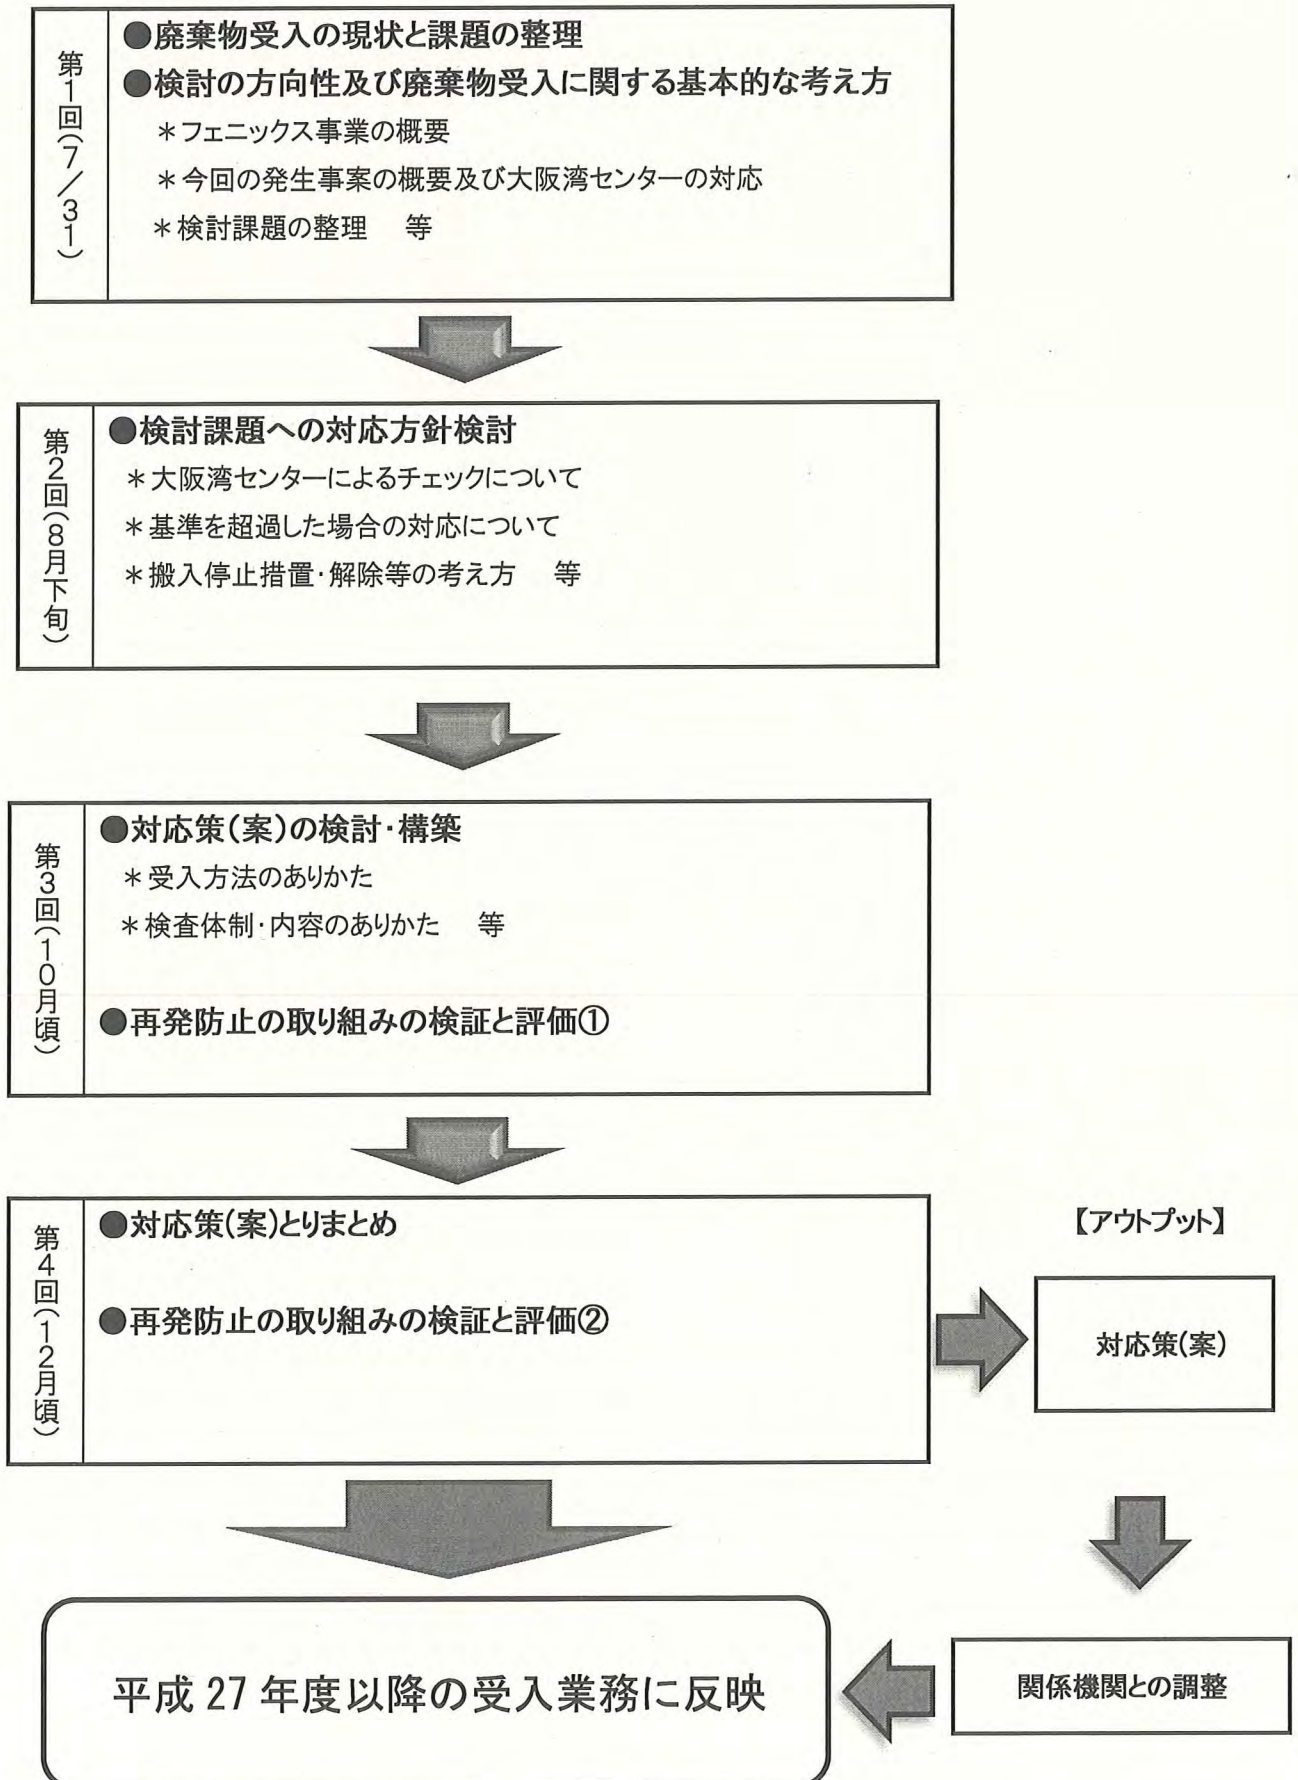 第1回(7/31)
●廃棄物受入の現状と課題の整理
●検討の方向性及び廃棄物受入に関する基本的な考え方
＊フェニックス事業の概要
＊今回の発生事案の概要及び大阪湾センターの対応
＊検討課題の整理　等
第2回(8月下旬)
●検討課題への対応方針検討
＊大阪湾センターによるチェックについて
＊基準を超過した場合の対応について
＊搬入停止措置・解除等の考え方　等
第3回(10月頃)
●対応策(案)の検討・構築
＊受入方法のありかた
＊検査体制・内容のありかた　等
●再発防止の取り組みの検証と評価①
第4回(12月頃)
●対応策(案)とりまとめ
●再発防止の取り組みの検証と評価②
【アウトプット】
対応策(案)
関係機関との調整
平成 27 年度以降の受入業務に反映